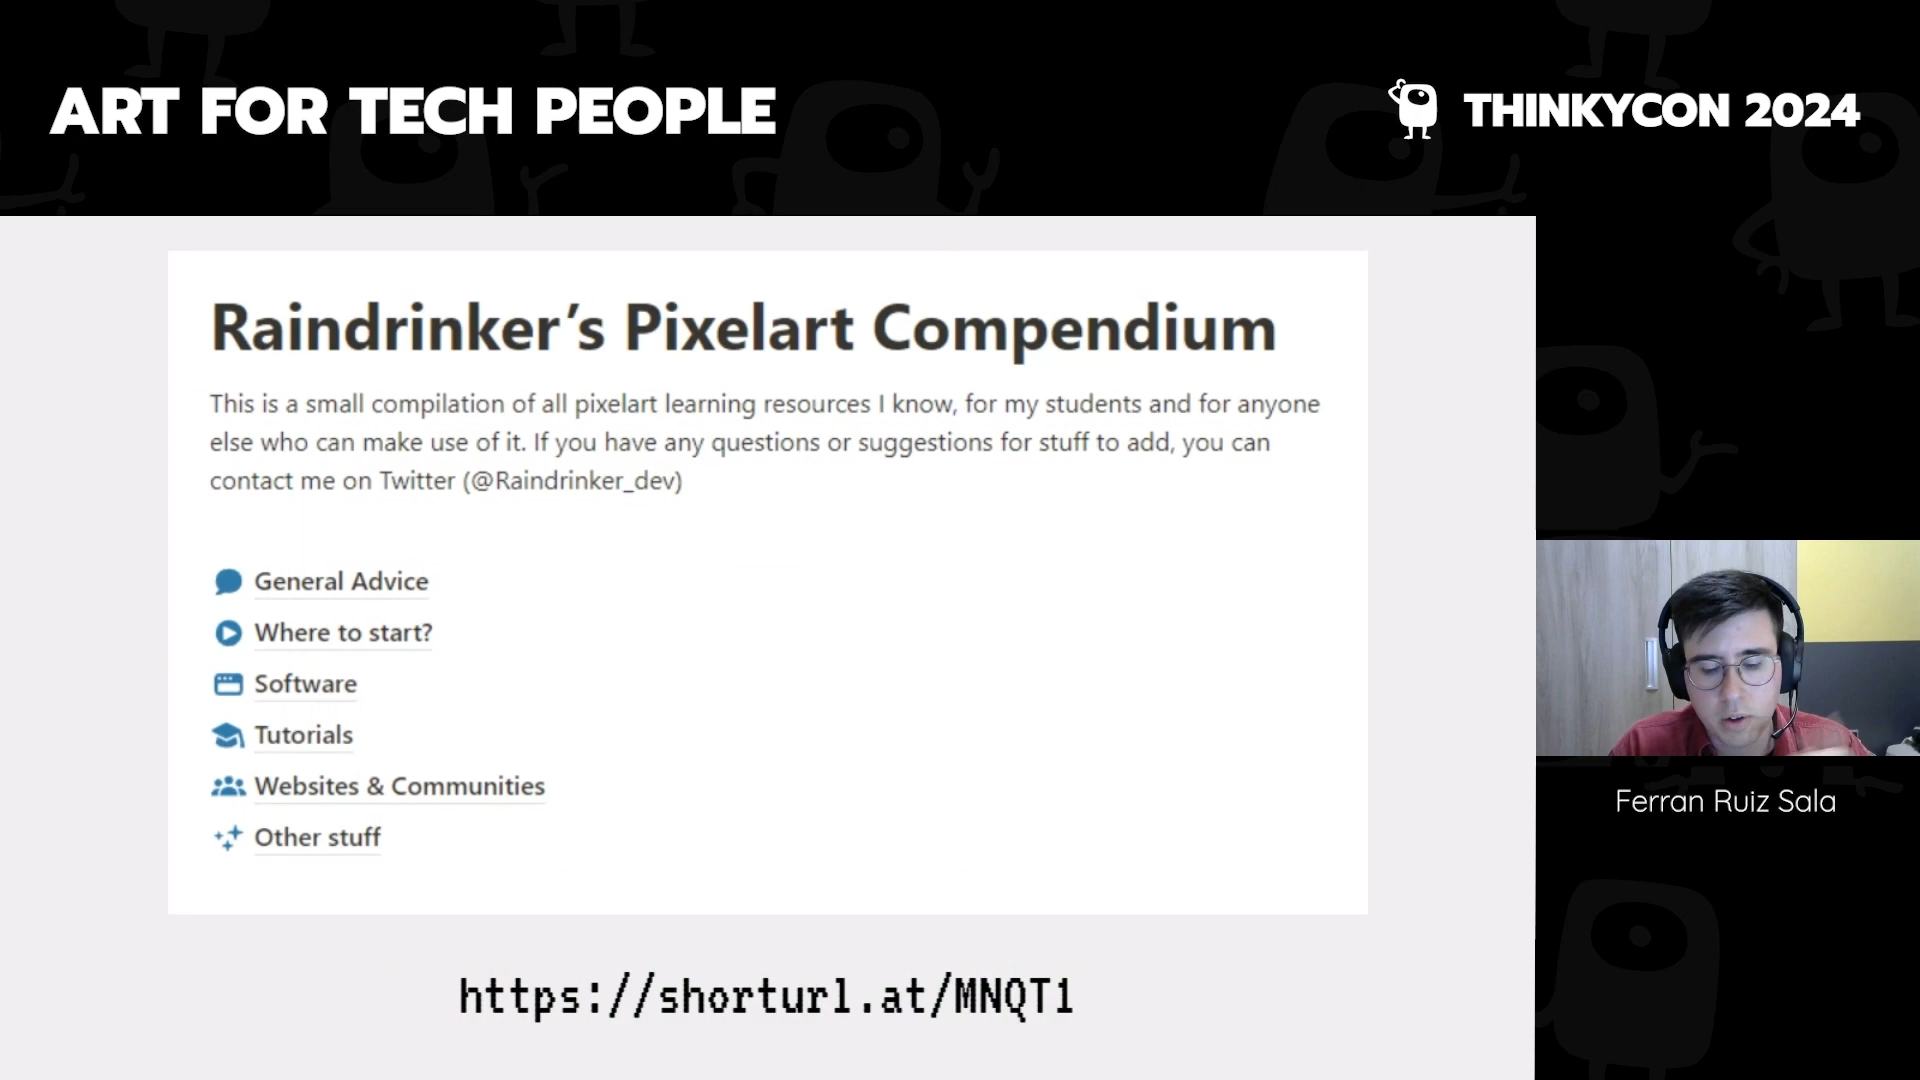 ART FOR TECH PEOPLE
THINKYCON 2024
Raindrinker’s Pixelart Compendium
This is a small compilation of all pixelart learning resources I know, for my students and for anyone
else who can make use of it. If you have any questions or suggestions for stuff to add, you can
contact me on Twitter (@Raindrinker_dev)
General Advice
Where to start?
Software
Tutorials
Websites & Communities
Other stuff
https://shorturl.at/MNQT1
Ferran Ruiz Sala